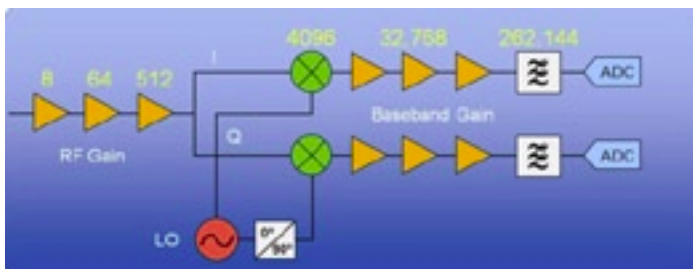 4096 32,768 262,144
I
ADC
8 64 512
Baseband Gain
Q
RF Gain
ADC
LO
0°/90°